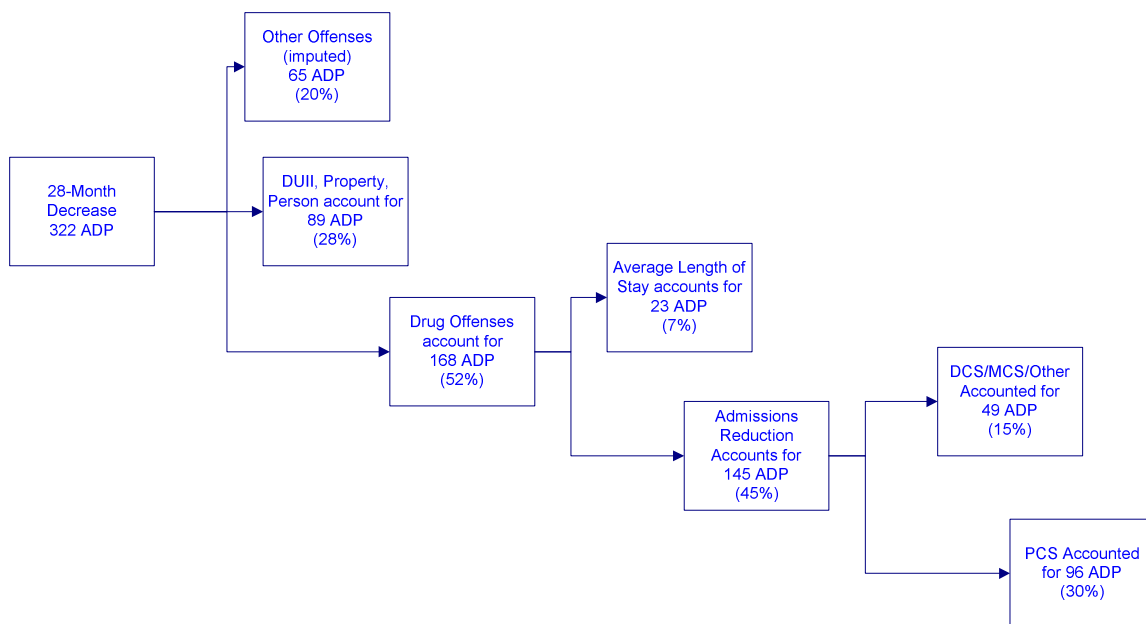 Other Offenses
(imputed)
65 ADP
(20%)
28-Month
Decrease
322 ADP
DUII, Property,
Person account for
89 ADP
(28%)
Drug Offenses
account for
168 ADP
(52%)
Average Length of
Stay accounts for
23 ADP
(7%)
Admissions
Reduction
Accounts for
145 ADP
(45%)
DCS/MCS/Other
Accounted for
49 ADP
(15%)
PCS Accounted
for 96 ADP
(30%)